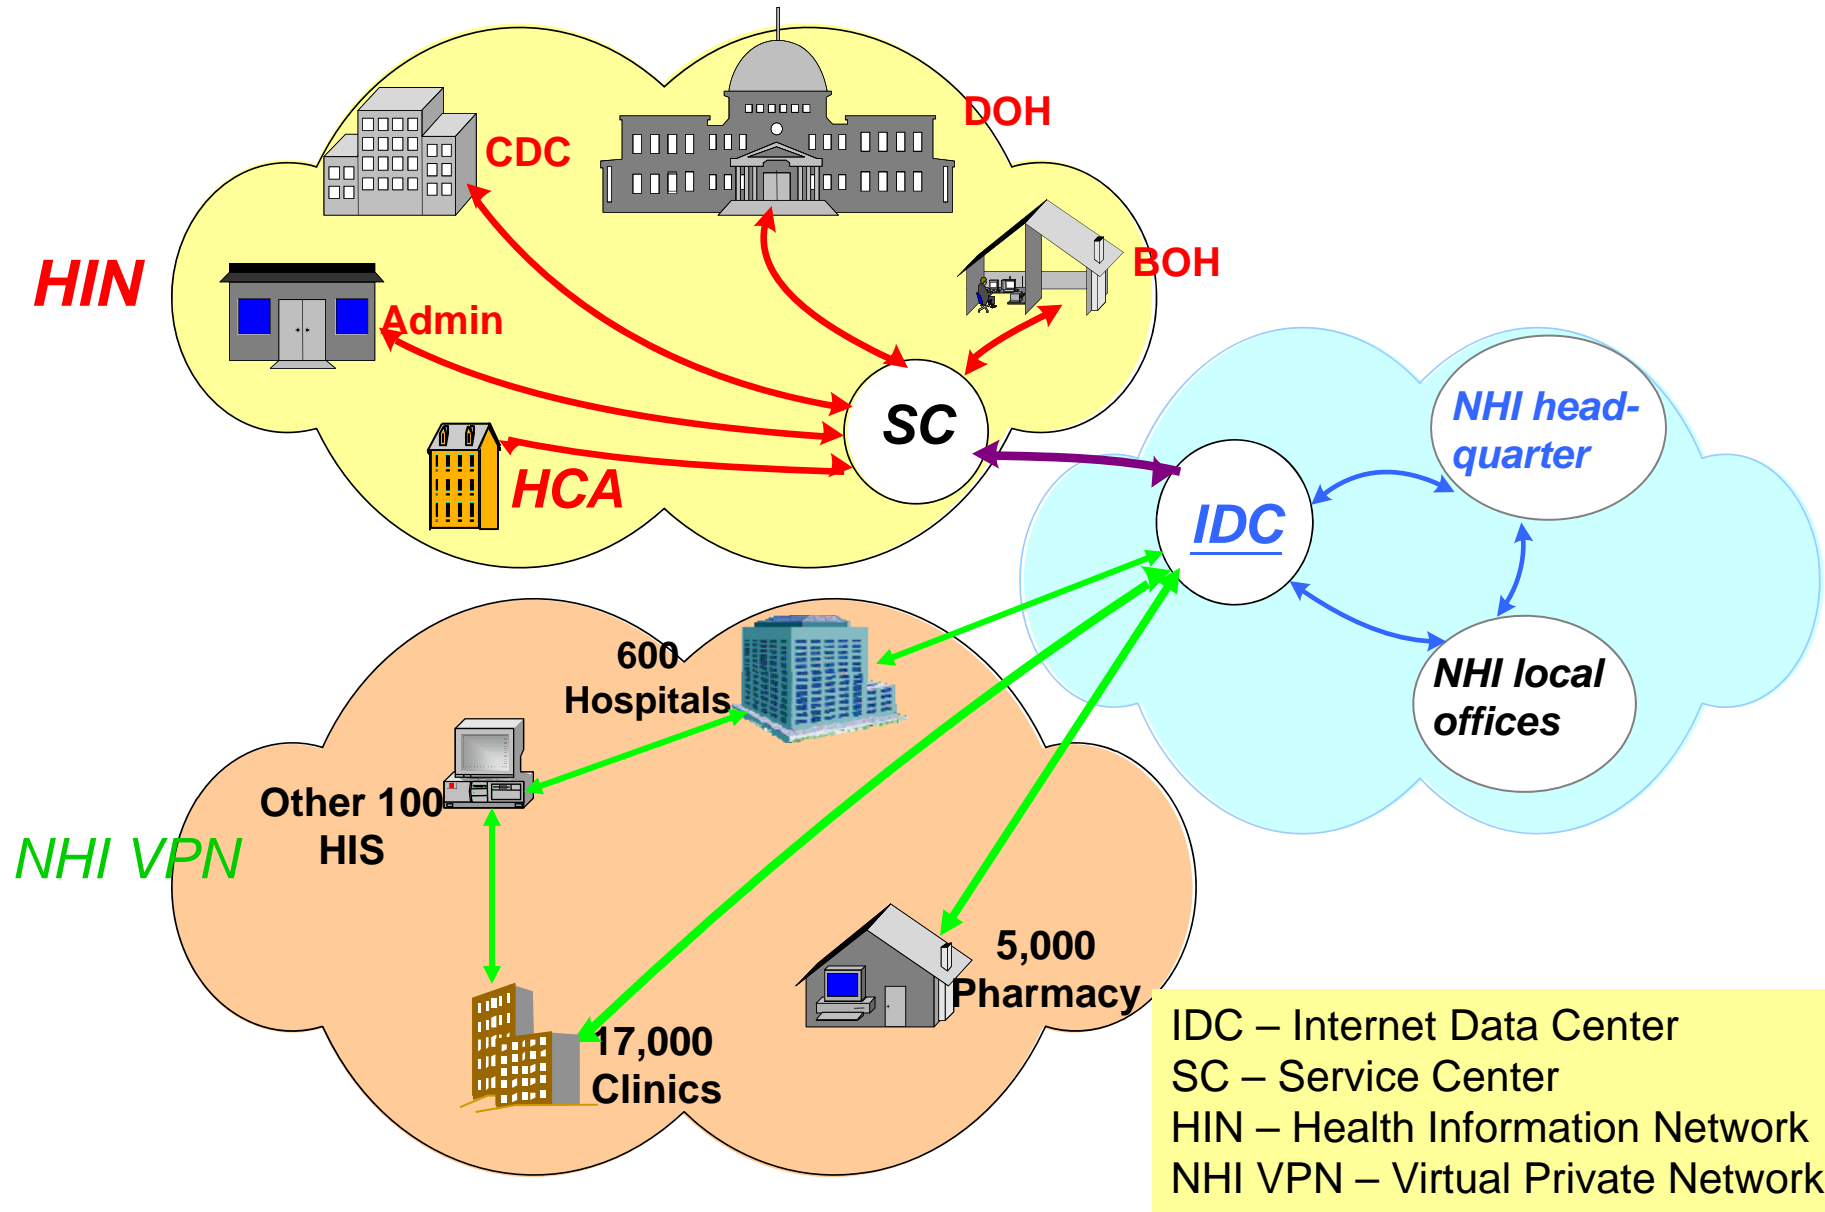 DOH
CDC
BOH
HIN
Admin
SC
HCA
NHI head-
quarter
IDC
600
Hospitals
NHI local
offices
Other 100
HIS
NHI VPN
5,000
Pharmacy
17,000
Clinics
IDC – Internet Data Center
SC – Service Center
HIN – Health Information Network
NHI VPN – Virtual Private Network